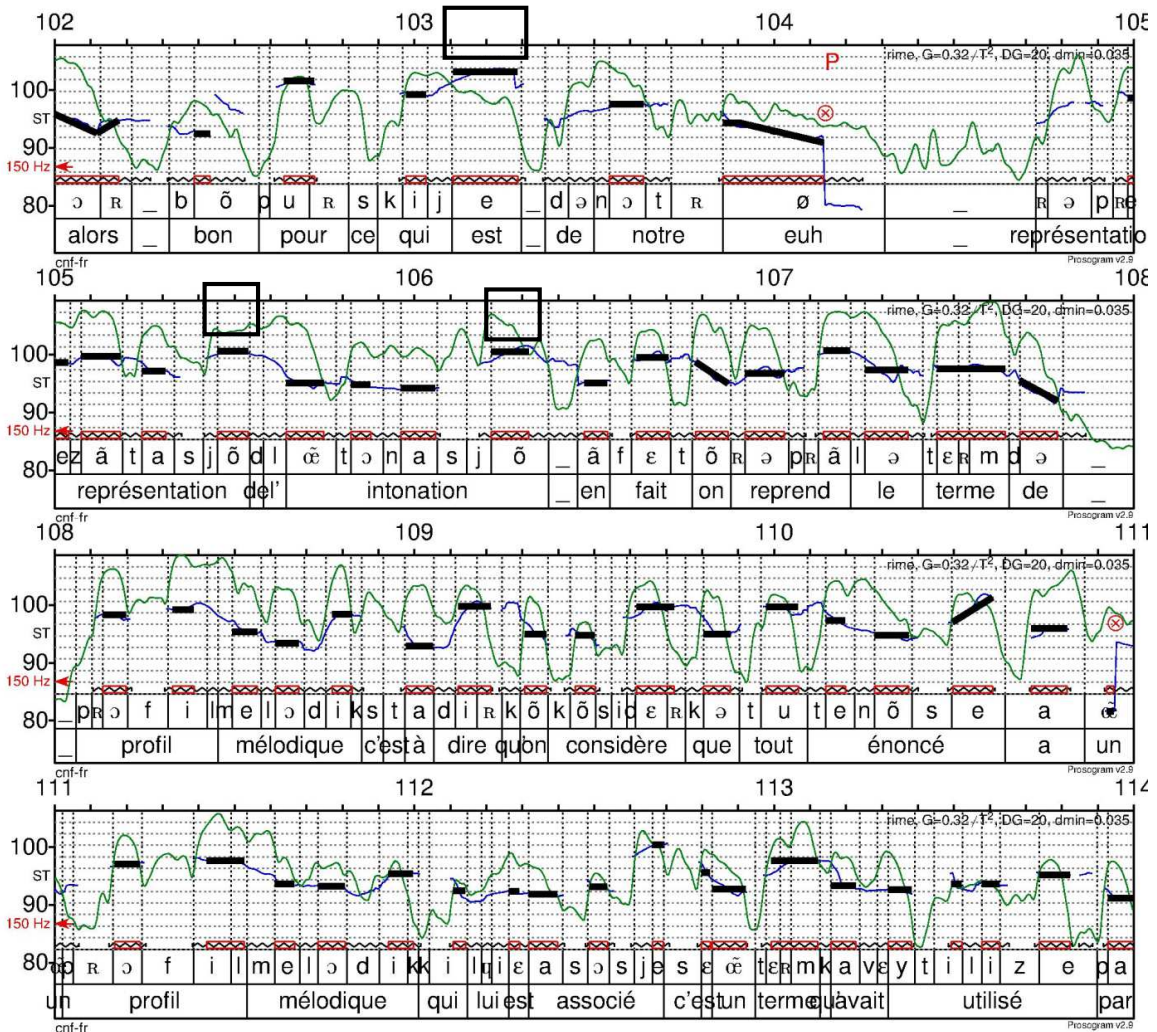 102 103 104 105
rime, G=0.32/T², DG=20, dmin=0.035
P
100
ST
90
150 Hz
80
ɔ ʀ _ b õ p u ʀ s k i j e _ d ə n ɔ t ʀ ø _ ʀ ə p ʀ e
alors _ bon pour ce qui est _ de notre euh _ représentatio
cnf-fr Prosogram v2.9
105 106 107 108
rime, G=0.32/T², DG=20, dmin=0.035
100
ST
90
150 Hz
80
e z ɑ̃ t a s j õ d l œ̃ t ɔ n a s j õ _ ɑ̃ f ɛ t õ ʀ ə p ʀ ɑ̃ l ə t ɛ ʀ m d ə _
représentation del' intonation _ en fait on reprend le terme de _
cnf-fr Prosogram v2.9
108 109 110 111
rime, G=0.32/T², DG=20, dmin=0.035
100
ST
90
150 Hz
80
_ p ʀ ɔ f i l m e l ɔ d i k s t a d i ʀ k õ k õ s i d ɛ ʀ k ə t u t e n õ s e a œ̃
_ profil mélodique c'est à dire qu'on considère que tout énoncé a un
cnf-fr Prosogram v2.9
111 112 113 114
rime, G=0.32/T², DG=20, dmin=0.035
100
ST
90
150 Hz
80
œ̃ p ʀ ɔ f i l m e l ɔ d i k k i l ɥ i ɛ a s ɔ s j e s ɛ œ̃ t ɛ ʀ m k a v ɛ y t i l i z e p a
un profil mélodique qui lui est associé c'est un terme qu'avait utilisé par
cnf-fr Prosogram v2.9